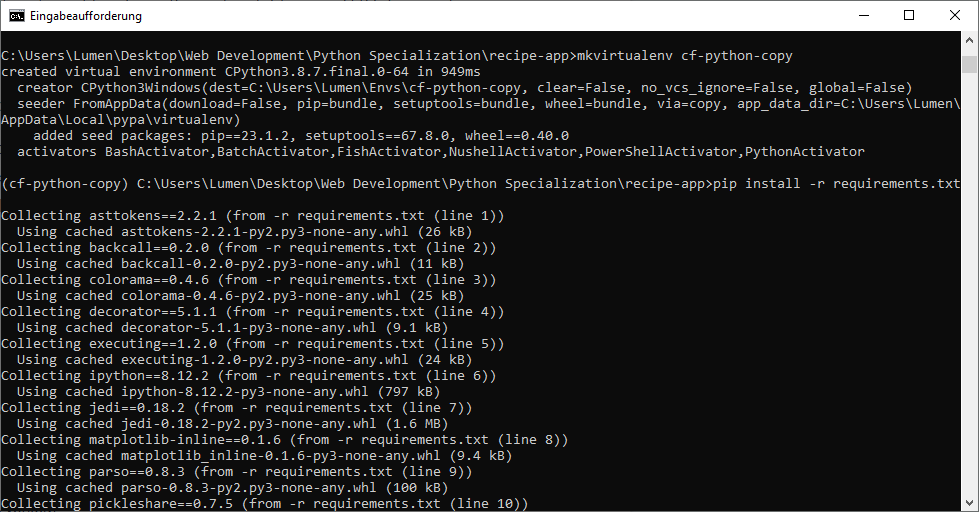 Eingabeaufforderung
C:\Users\Lumen\Desktop\Web Development\Python Specialization\recipe-app>mkvirtualenv cf-python-copy
created virtual environment CPython3.8.7.final.0-64 in 949ms
  creator CPython3Windows(dest=C:\Users\Lumen\Envs\cf-python-copy, clear=False, no_vcs_ignore=False, global=False)
  seeder FromAppData(download=False, pip=bundle, setuptools=bundle, wheel=bundle, via=copy, app_data_dir=C:\Users\Lumen\
AppData\Local\pypa\virtualenv)
    added seed packages: pip==23.1.2, setuptools==67.8.0, wheel==0.40.0
  activators BashActivator,BatchActivator,FishActivator,NushellActivator,PowerShellActivator,PythonActivator
(cf-python-copy) C:\Users\Lumen\Desktop\Web Development\Python Specialization\recipe-app>pip install -r requirements.txt
Collecting asttokens==2.2.1 (from -r requirements.txt (line 1))
  Using cached asttokens-2.2.1-py2.py3-none-any.whl (26 kB)
Collecting backcall==0.2.0 (from -r requirements.txt (line 2))
  Using cached backcall-0.2.0-py2.py3-none-any.whl (11 kB)
Collecting colorama==0.4.6 (from -r requirements.txt (line 3))
  Using cached colorama-0.4.6-py2.py3-none-any.whl (25 kB)
Collecting decorator==5.1.1 (from -r requirements.txt (line 4))
  Using cached decorator-5.1.1-py3-none-any.whl (9.1 kB)
Collecting executing==1.2.0 (from -r requirements.txt (line 5))
  Using cached executing-1.2.0-py2.py3-none-any.whl (24 kB)
Collecting ipython==8.12.2 (from -r requirements.txt (line 6))
  Using cached ipython-8.12.2-py3-none-any.whl (797 kB)
Collecting jedi==0.18.2 (from -r requirements.txt (line 7))
  Using cached jedi-0.18.2-py2.py3-none-any.whl (1.6 MB)
Collecting matplotlib-inline==0.1.6 (from -r requirements.txt (line 8))
  Using cached matplotlib_inline-0.1.6-py3-none-any.whl (9.4 kB)
Collecting parso==0.8.3 (from -r requirements.txt (line 9))
  Using cached parso-0.8.3-py2.py3-none-any.whl (100 kB)
Collecting pickleshare==0.7.5 (from -r requirements.txt (line 10))